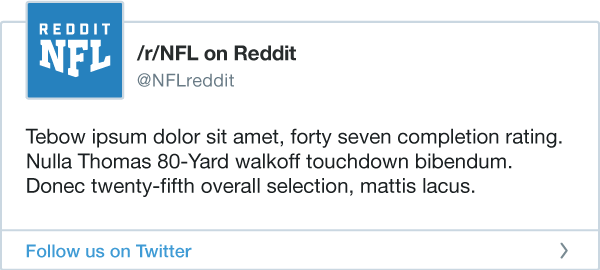 REDDIT
NFL
/r/NFL on Reddit
@NFLreddit
Tebow ipsum dolor sit amet, forty seven completion rating.
Nulla Thomas 80-Yard walkoff touchdown bibendum.
Donec twenty-fifth overall selection, mattis lacus.
Follow us on Twitter